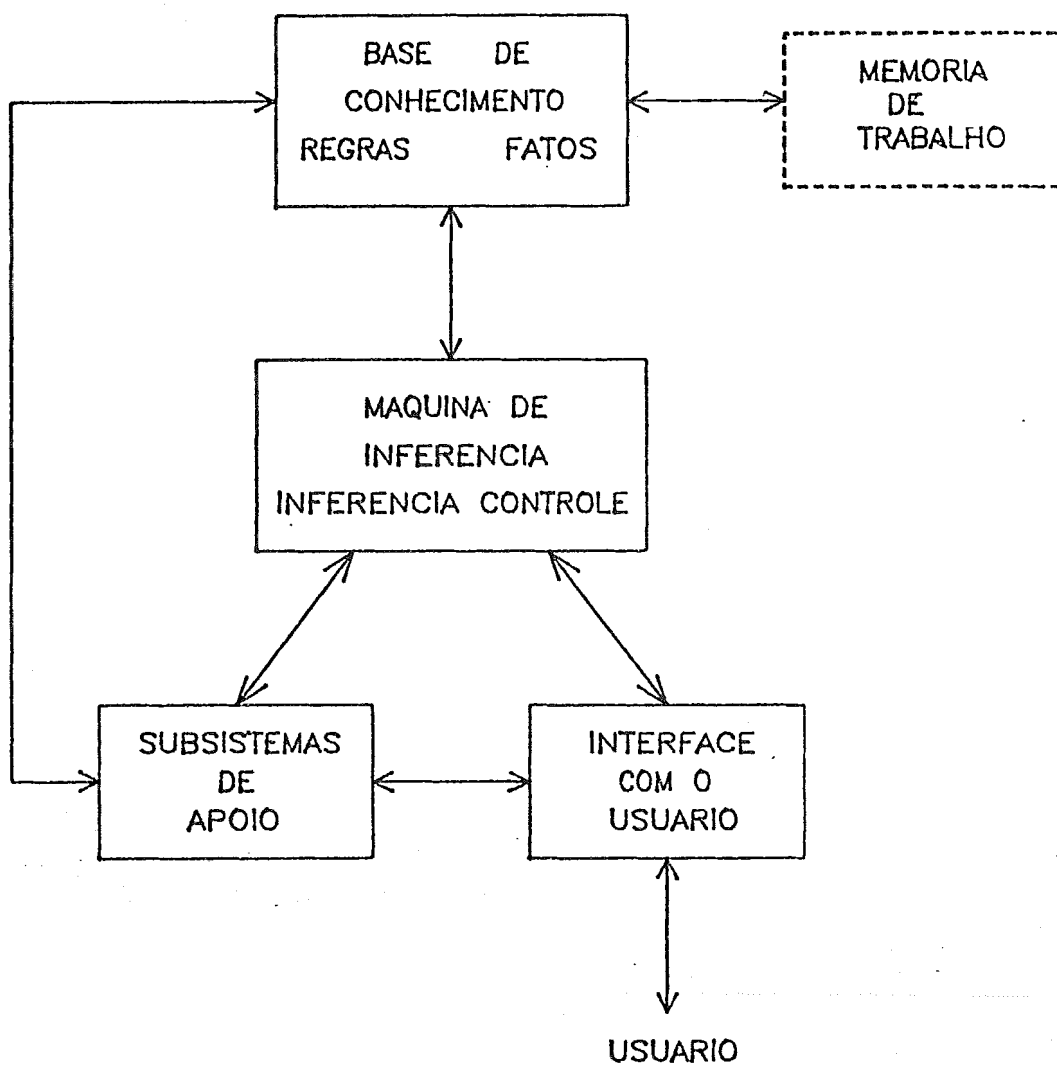 BASE DE
CONHECIMENTO
REGRAS FATOS
MEMORIA
DE
TRABALHO
MAQUINA DE
INFERENCIA
INFERENCIA CONTROLE
SUBSISTEMAS
DE
APOIO
INTERFACE
COM O
USUARIO
USUARIO